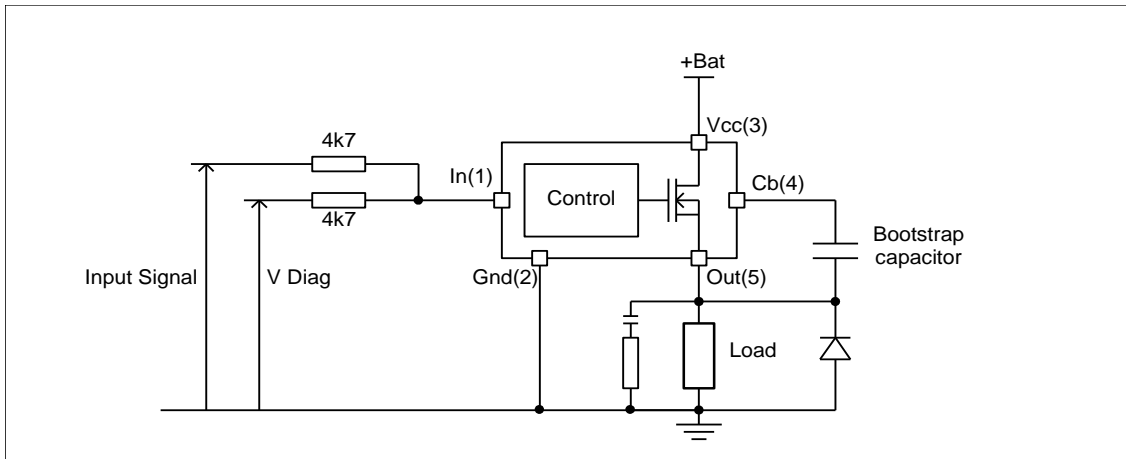 +Bat
Vcc(3)
4k7
In(1)
Control
Cb(4)
4k7
Bootstrap
capacitor
Input Signal
V Diag
Gnd(2)
Out(5)
Load